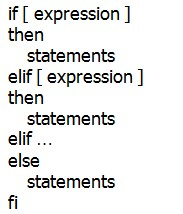 if [ expression ]
then
    statements
elif [ expression ]
then
    statements
elif ...
else
    statements
fi